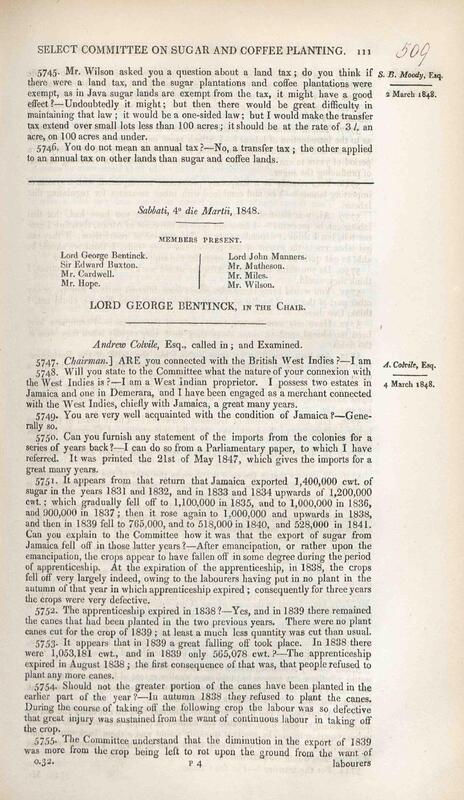 SELECT COMMITTEE ON SUGAR AND COFFEE PLANTING. 111
509
5745. Mr. Wilson asked you a question about a land tax; do you think if
there were a land tax, and the sugar plantations and coffee plantations were
exempt, as in Java sugar lands are exempt from the tax, it might have a good
effect?—Undoubtedly it might; but then there would be great difficulty in
maintaining that law; it would be a one-sided law; but I would make the transfer
tax extend over small lots less than 100 acres; it should be at the rate of 3 l. an
acre, on 100 acres and under.
S. B. Moody, Esq.
2 March 1848.
5746. You do not mean an annual tax?—No, a transfer tax; the other applied
to an annual tax on other lands than sugar and coffee lands.
Sabbati, 4° die Martii, 1848.
MEMBERS PRESENT.
Lord George Bentinck.
Sir Edward Buxton.
Mr. Cardwell.
Mr. Hope.
Lord John Manners.
Mr. Matheson.
Mr. Miles.
Mr. Wilson.
LORD GEORGE BENTINCK, IN THE CHAIR.
Andrew Colvile, Esq., called in; and Examined.
5747. Chairman.] ARE you connected with the British West Indies?—I am
A. Colvile, Esq.
4 March 1848.
5748. Will you state to the Committee what the nature of your connexion with
the West Indies is?—I am a West indian proprietor. I possess two estates in
Jamaica and one in Demerara, and I have been engaged as a merchant connected
with the West Indies, chiefly with Jamaica, a great many years.
5749. You are very well acquainted with the condition of Jamaica?—Gene-
rally so.
5750. Can you furnish any statement of the imports from the colonies for a
series of years back?—I can do so from a Parliamentary paper, to which I have
referred. It was printed the 21st of May 1847, which gives the imports for a
great many years.
5751. It appears from that return that Jamaica exported 1,400,000 cwt. of
sugar in the years 1831 and 1832, and in 1833 and 1834 upwards of 1,200,000
cwt.; which gradually fell off to 1,100,000 in 1835, and to 1,000,000 in 1836,
and 900,000 in 1837; then it rose again to 1,000,000 and upwards in 1838,
and then in 1839 fell to 765,000, and to 518,000 in 1840, and 528,000 in 1841.
Can you explain to the Committee how it was that the export of sugar from
Jamaica fell off in those latter years?—After emancipation, or rather upon the
emancipation, the crops appear to have fallen off in some degree during the period
of apprenticeship. At the expiration of the apprenticeship, in 1838, the crops
fell off very largely indeed, owing to the labourers having put in no plant in the
autumn of that year in which apprenticeship expired; consequently for three years
the crops were very defective.
5752. The apprenticeship expired in 1838?—Yes, and in 1839 there remained
the canes that had been planted in the two previous years. There were no plant
canes cut for the crop of 1839; at least a much less quantity was cut than usual.
5753. It appears that in 1839 a great falling off took place. In 1838 there
were 1,053,181 cwt., and in 1839 only 565,078 cwt.?—The apprenticeship
expired in August 1838; the first consequence of that was, that people refused to
plant any more canes.
5754. Should not the greater portion of the canes have been planted in the
earlier part of the year?—In autumn 1838 they refused to plant the canes.
During the course of taking off the following crop the labour was so defective
that great injury was sustained from the want of continuous labour in taking off
the crop.
5755. The Committee understand that the diminution in the export of 1839
was more from the crop being left to rot upon the ground from the want of
0.32. P 4 labourers